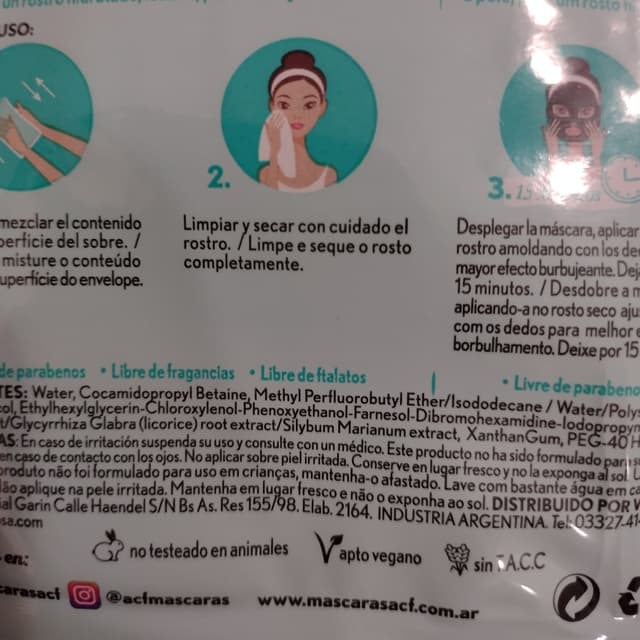 USO:
mezclar el contenido
perficie del sobre. /
misture o conteúdo
uperfície do envelope.
2.
Limpiar y secar con cuidado el
rostro. / Limpe e seque o rosto
completamente.
3.
Desplegar la máscara, aplicar
rostro amoldando con los de
mayor efecto burbujeante. Dej
15 minutos. / Desdobre a m
aplicando-a no rosto seco aju
com os dedos para melhor e
borbulhamento. Deixe por 15
de parabenos • Libre de fragancias • Libre de ftalatos • Livre de parabeno
TES: Water, Cocamidopropyl Betaine, Methyl Perfluorobutyl Ether/Isododecane / Water/Polys
col, Ethylhexylglycerin-Chloroxylenol-Phenoxyethanol-Farnesol-Dibromohexamidine-Iodopropyn
t/Glycyrrhiza Glabra (licorice) root extract/Silybum Marianum extract, XanthanGum, PEG-40 H
AS: En caso de irritación suspenda su uso y consulte con un médico. Este producto no ha sido formulado par
en caso de contacto con los ojos. No aplicar sobre piel irritada. Conserve en lugar fresco y no la exponga al sol.
produto não foi formulado para uso em crianças, mantenha-o afastado. Lave com bastante água em ca
Não aplique na pele irritada. Mantenha em lugar fresco e não o exponha ao sol. DISTRIBUIDO POR V
ial Garin Calle Haendel S/N Bs As. Res 155/98. Elab. 2164. INDUSTRIA ARGENTINA. Tel: 03327-41
sa.com
en:
no testeado en animales
apto vegano
sin T.A.C.C
carasacf @acfmascaras www.mascarasacf.com.ar